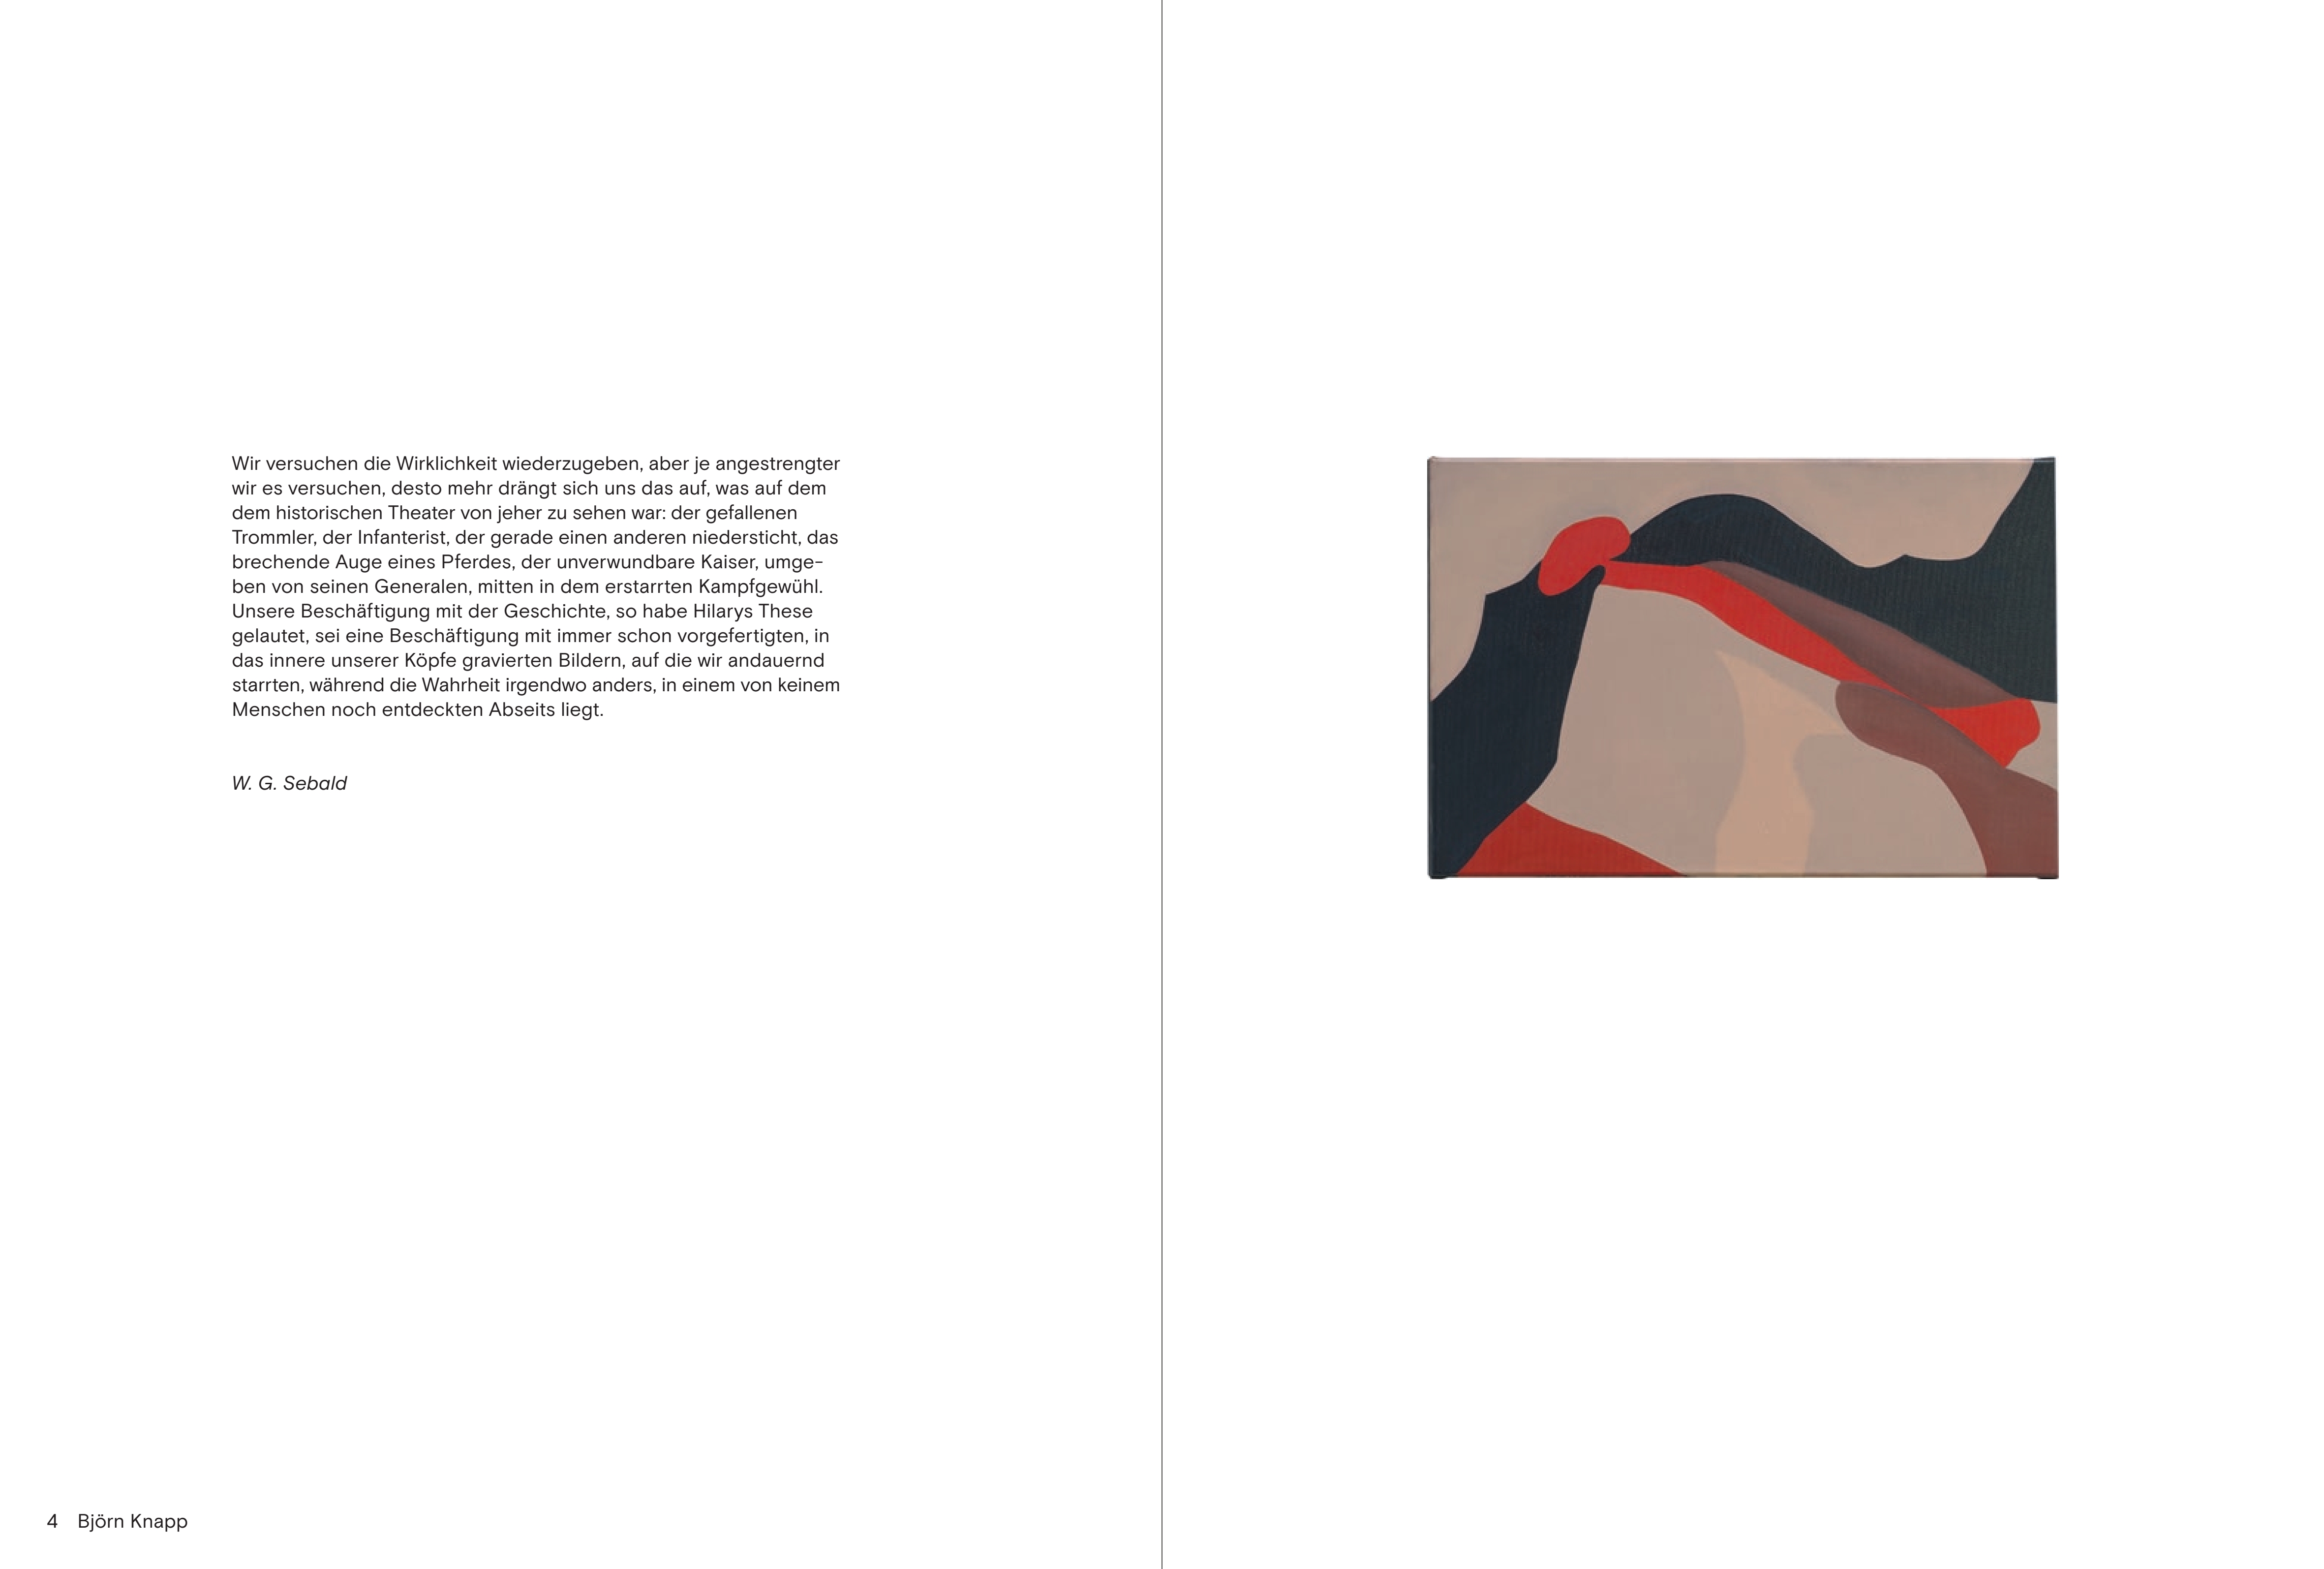 Wir versuchen die Wirklichkeit wiederzugeben, aber je angestrengter
wir es versuchen, desto mehr drängt sich uns das auf, was auf dem
dem historischen Theater von jeher zu sehen war: der gefallenen
Trommler, der Infanterist, der gerade einen anderen niedersticht, das
brechende Auge eines Pferdes, der unverwundbare Kaiser, umge-
ben von seinen Generalen, mitten in dem erstarrten Kampfgewühl.
Unsere Beschäftigung mit der Geschichte, so habe Hilarys These
gelautet, sei eine Beschäftigung mit immer schon vorgefertigten, in
das innere unserer Köpfe gravierten Bildern, auf die wir andauernd
starrten, während die Wahrheit irgendwo anders, in einem von keinem
Menschen noch entdeckten Abseits liegt.
W. G. Sebald
4 Björn Knapp